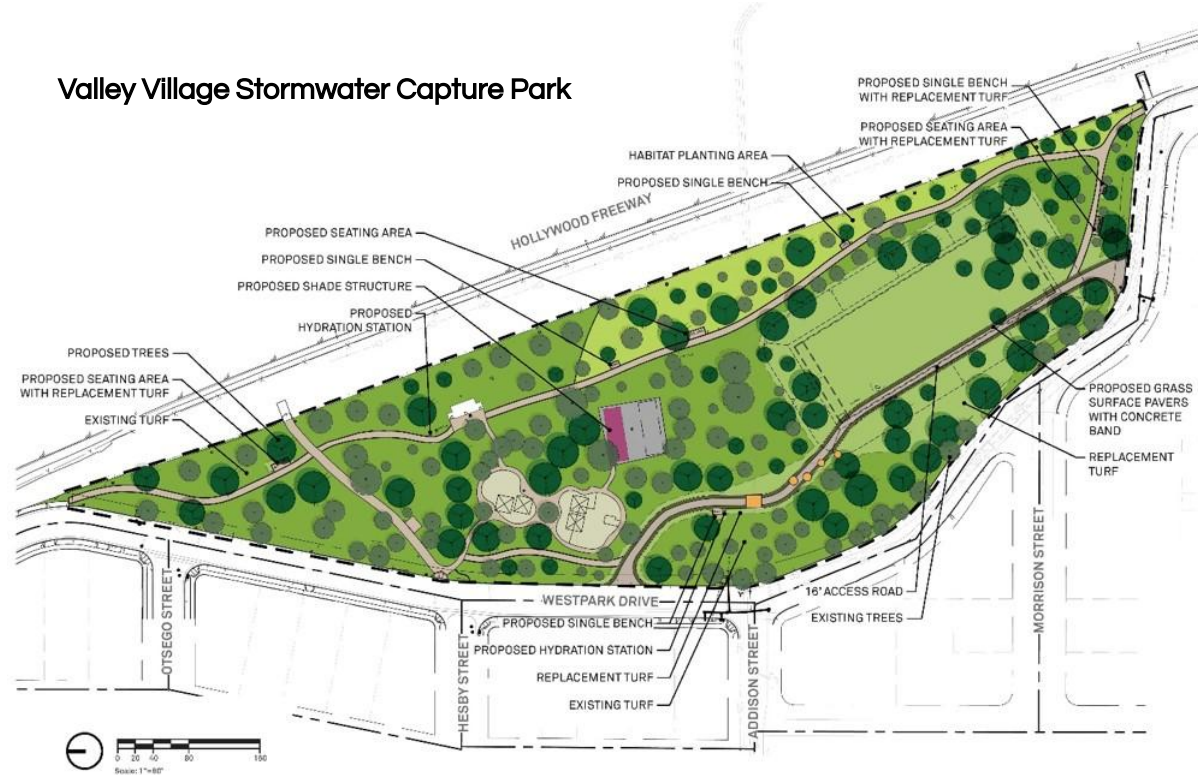 Valley Village Stormwater Capture Park
PROPOSED SINGLE BENCH
WITH REPLACEMENT TURF
PROPOSED SEATING AREA
WITH REPLACEMENT TURF
HABITAT PLANTING AREA
PROPOSED SINGLE BENCH
HOLLYWOOD FREEWAY
PROPOSED SEATING AREA
PROPOSED SINGLE BENCH
PROPOSED SHADE STRUCTURE
PROPOSED
HYDRATION STATION
PROPOSED TREES
PROPOSED SEATING AREA
WITH REPLACEMENT TURF
EXISTING TURF
PROPOSED GRASS
SURFACE PAVERS
WITH CONCRETE
BAND
REPLACEMENT
TURF
16' ACCESS ROAD
EXISTING TREES
WESTPARK DRIVE
PROPOSED SINGLE BENCH
PROPOSED HYDRATION STATION
REPLACEMENT TURF
EXISTING TURF
OTSEGO STREET
HESBY STREET
ADDISON STREET
MORRISON STREET
0 20 40 80 160
Scale: 1"=80'